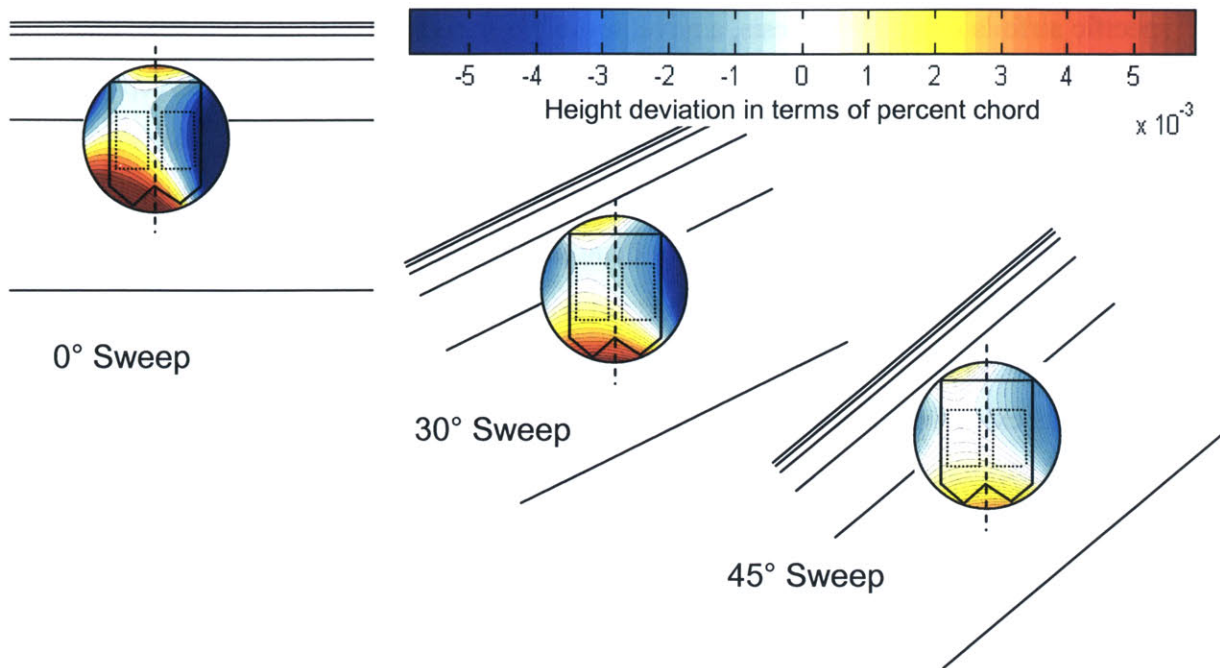 -5 -4 -3 -2 -1 0 1 2 3 4 5
Height deviation in terms of percent chord
x 10⁻³
0° Sweep
30° Sweep
45° Sweep